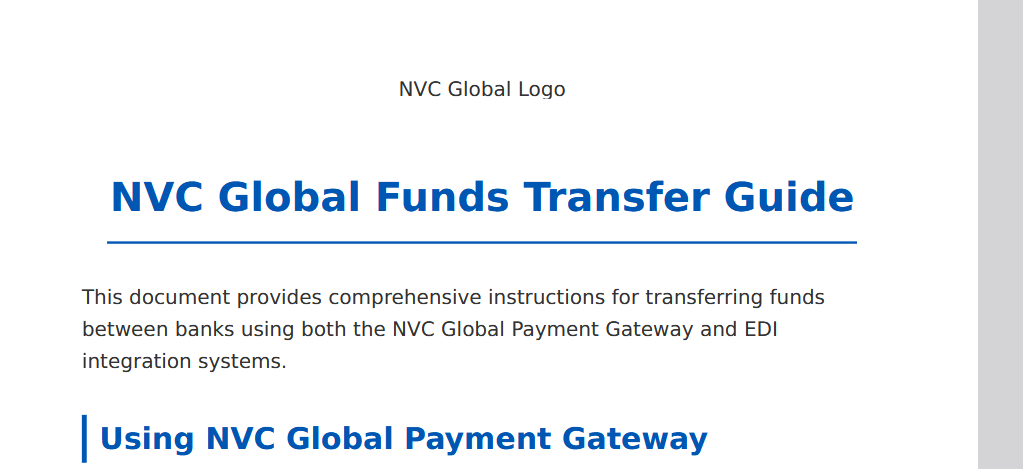 NVC Global Logo
NVC Global Funds Transfer Guide
This document provides comprehensive instructions for transferring funds
between banks using both the NVC Global Payment Gateway and EDI
integration systems.
Using NVC Global Payment Gateway